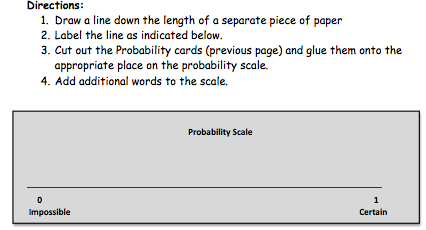 Directions:
1. Draw a line down the length of a separate piece of paper
2. Label the line as indicated below.
3. Cut out the Probability cards (previous page) and glue them onto the
appropriate place on the probability scale.
4. Add additional words to the scale.
Probability Scale
0 1
Impossible Certain